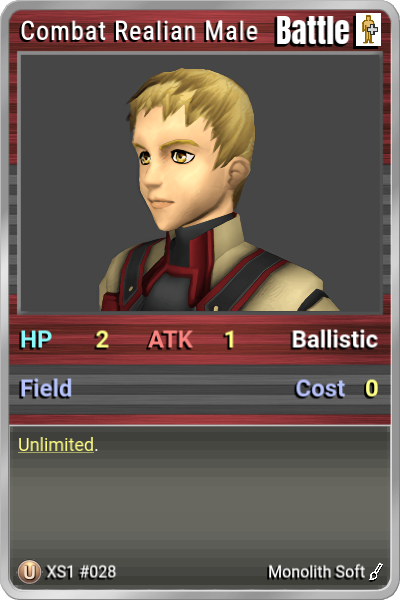 Combat Realian Male Battle
HP 2 ATK 1 Ballistic
Field Cost 0
Unlimited.
U XS1 #028 Monolith Soft